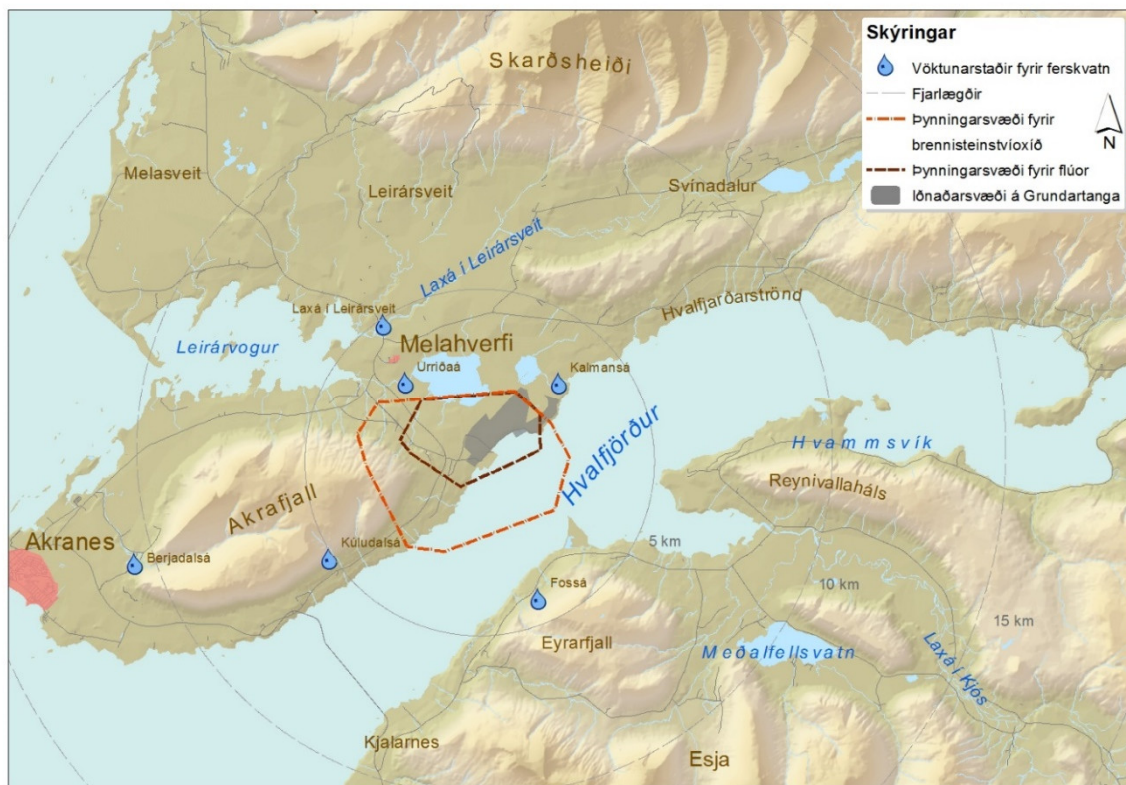 Skýringar
Vöktunarstaðir fyrir ferskvatn
Fjarlægðir
Þynningarsvæði fyrir
brennisteinstvíoxíð
Þynningarsvæði fyrir flúor
Iðnaðarsvæði á Grundartanga
N
Skarðsheiði
Melasveit
Leirársveit
Svínadalur
Laxá í Leirársveit
Hvalfjarðarströnd
Laxá í Leirársveit
Melahverfi
Leirárvogur
Urriðaá
Kalmansá
Hvalfjörður
Hvammsvík
Reynivallaháls
Akrafjall
Akranes
Berjadalsá
Kúludalsá
5 km
Fossá
10 km
15 km
Eyrarfjall
Meðalfellsvatn
Laxá í Kjós
Kjalarnes
Esja